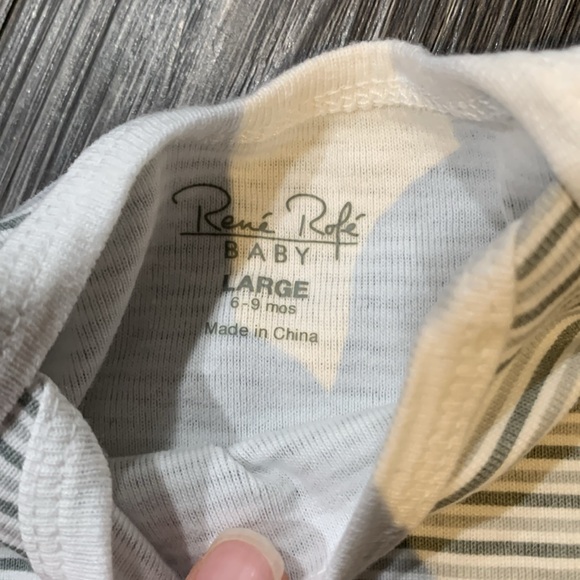 René Rofé
BABY
LARGE
6-9 mos
Made in China